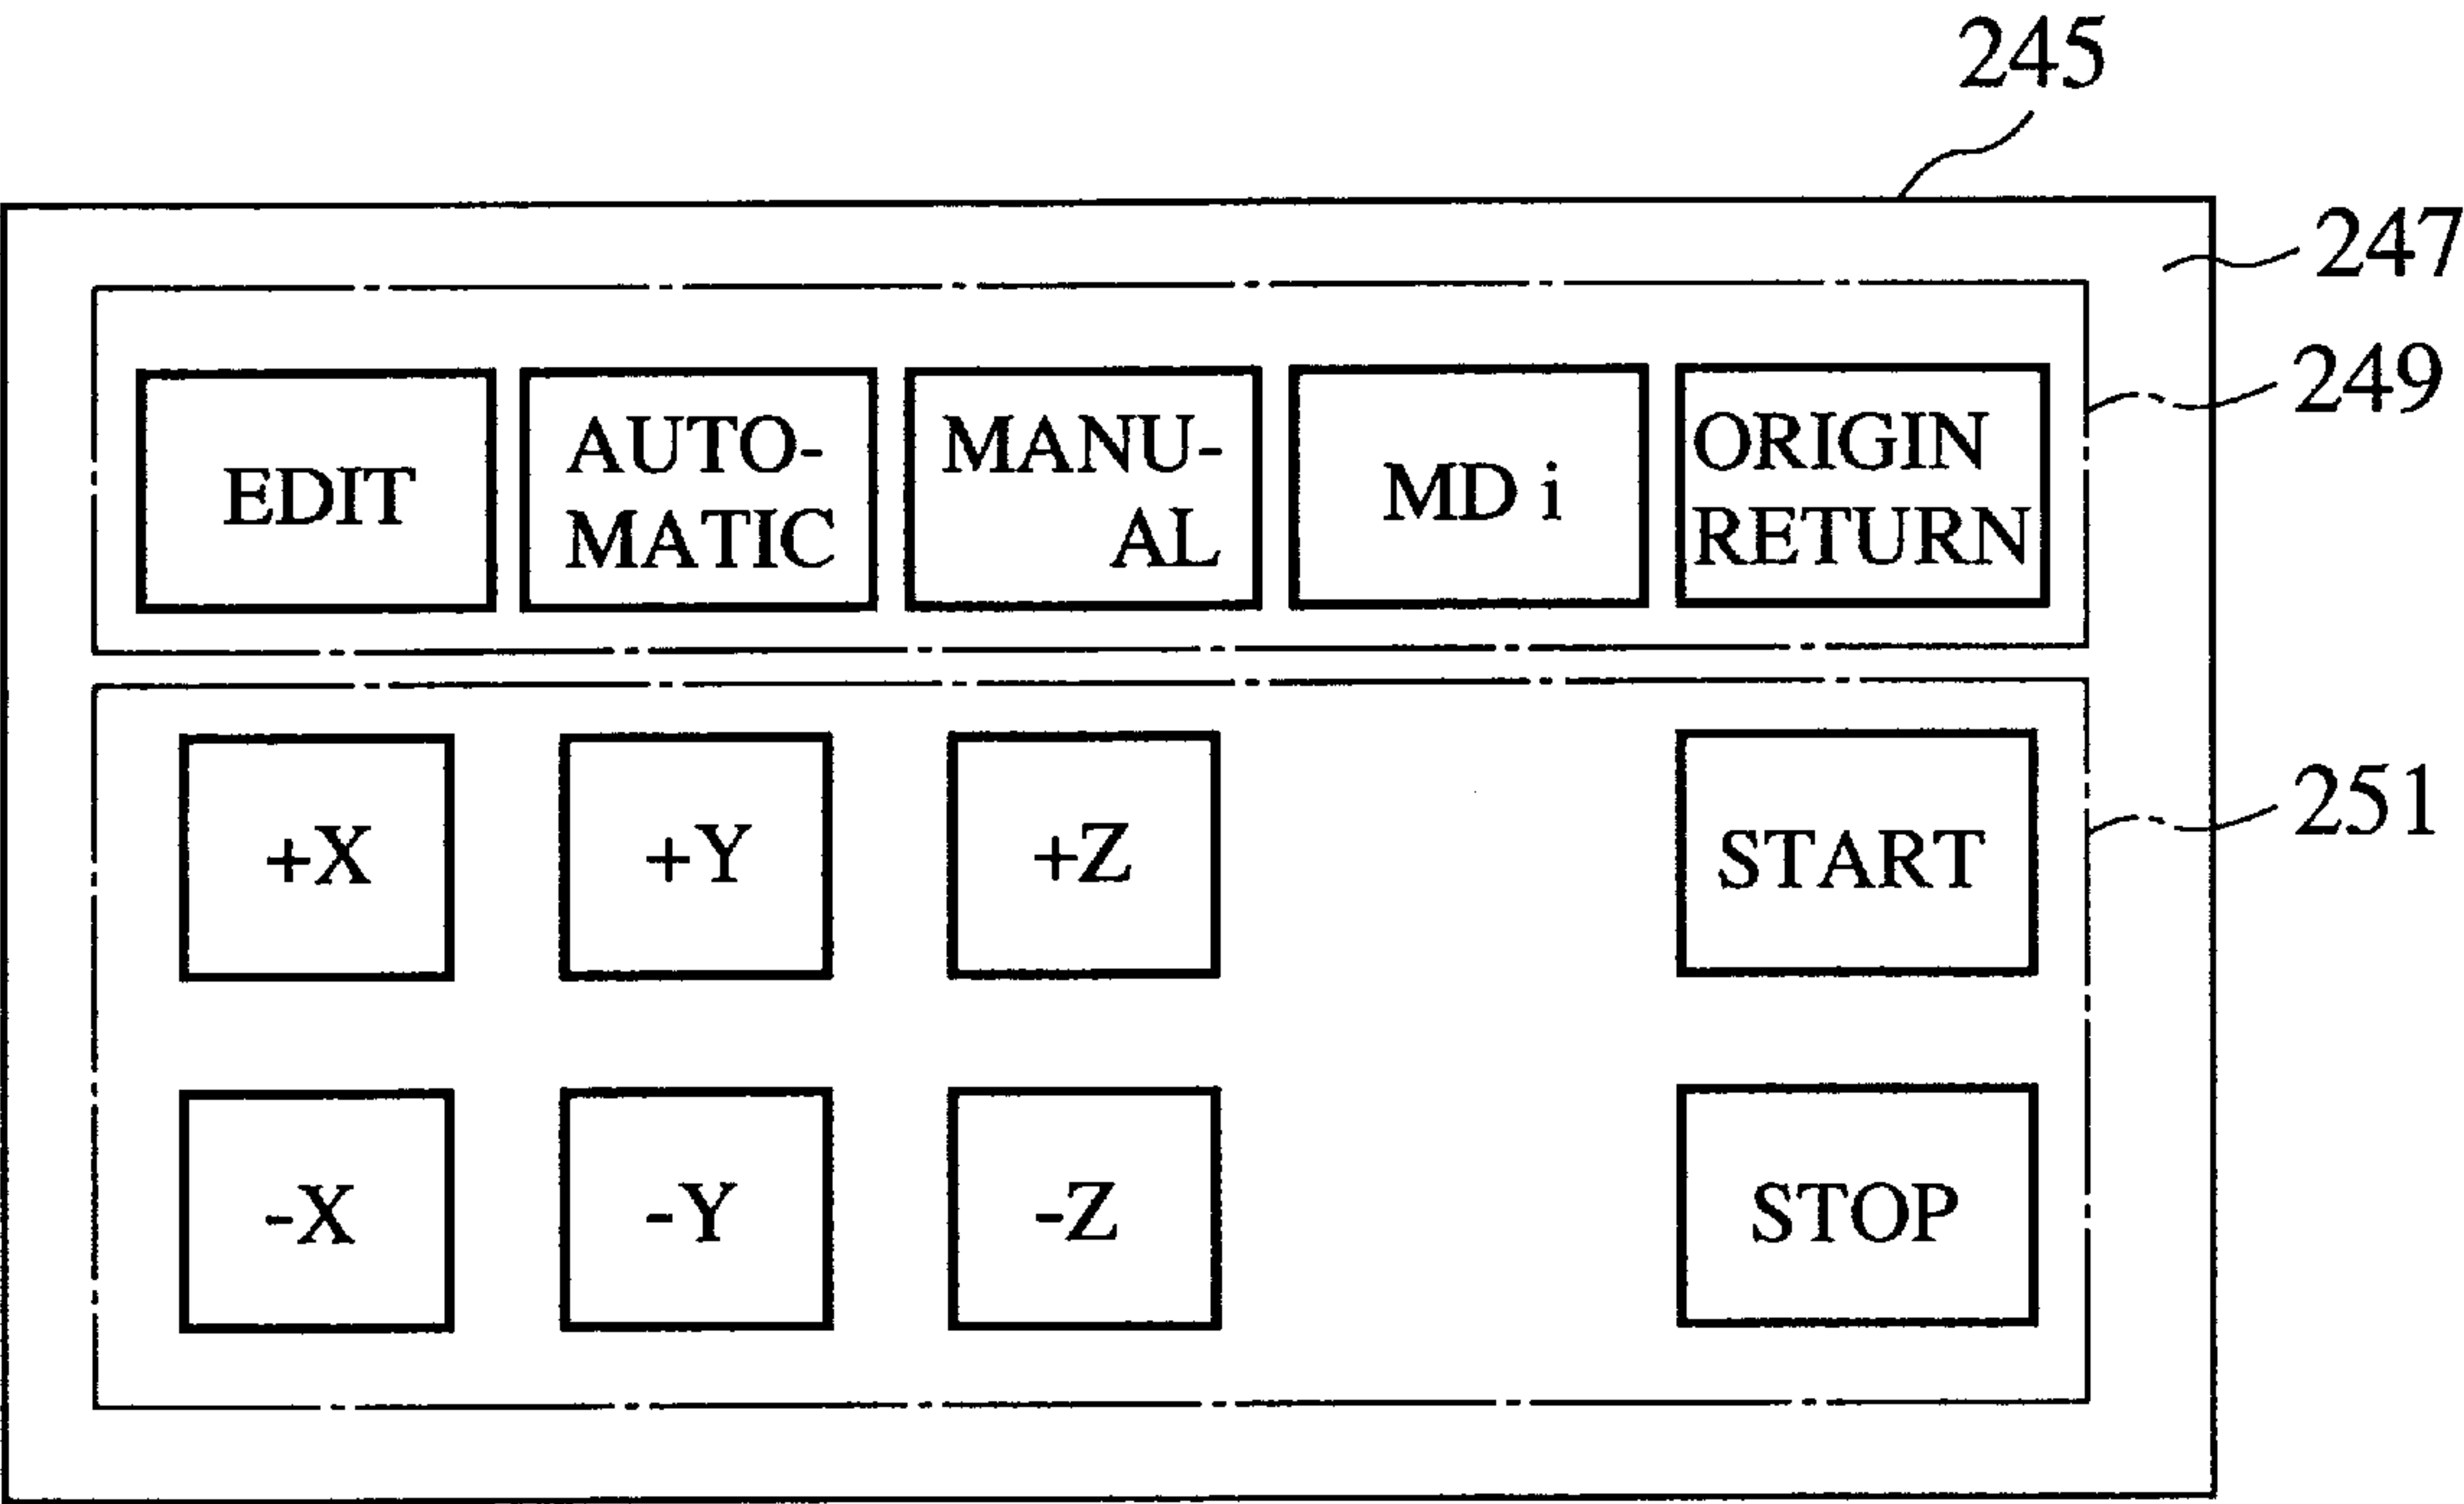 245
247
249
EDIT
AUTO-
MATIC
MANU-
AL
MD i
ORIGIN
RETURN
251
+X
+Y
+Z
START
-X
-Y
-Z
STOP